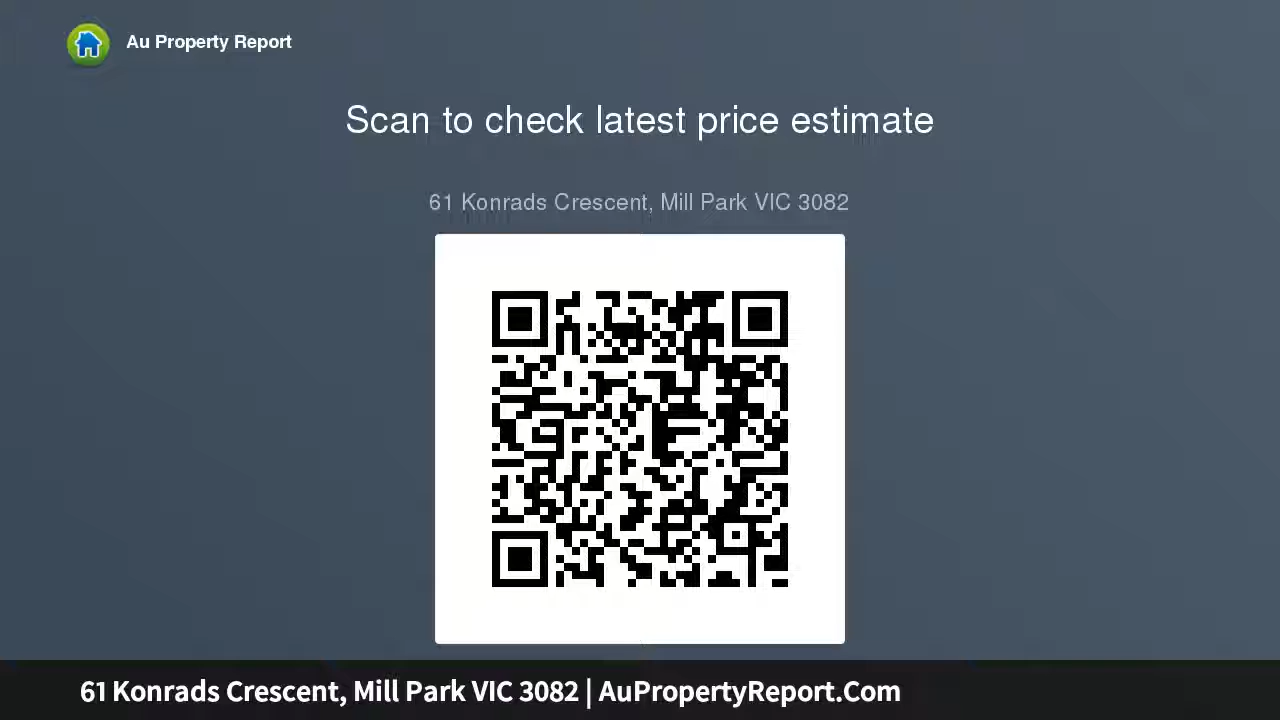 Au Property Report
Scan to check latest price estimate
61 Konrads Crescent, Mill Park VIC 3082
61 Konrads Crescent, Mill Park VIC 3082 | AuPropertyReport.Com